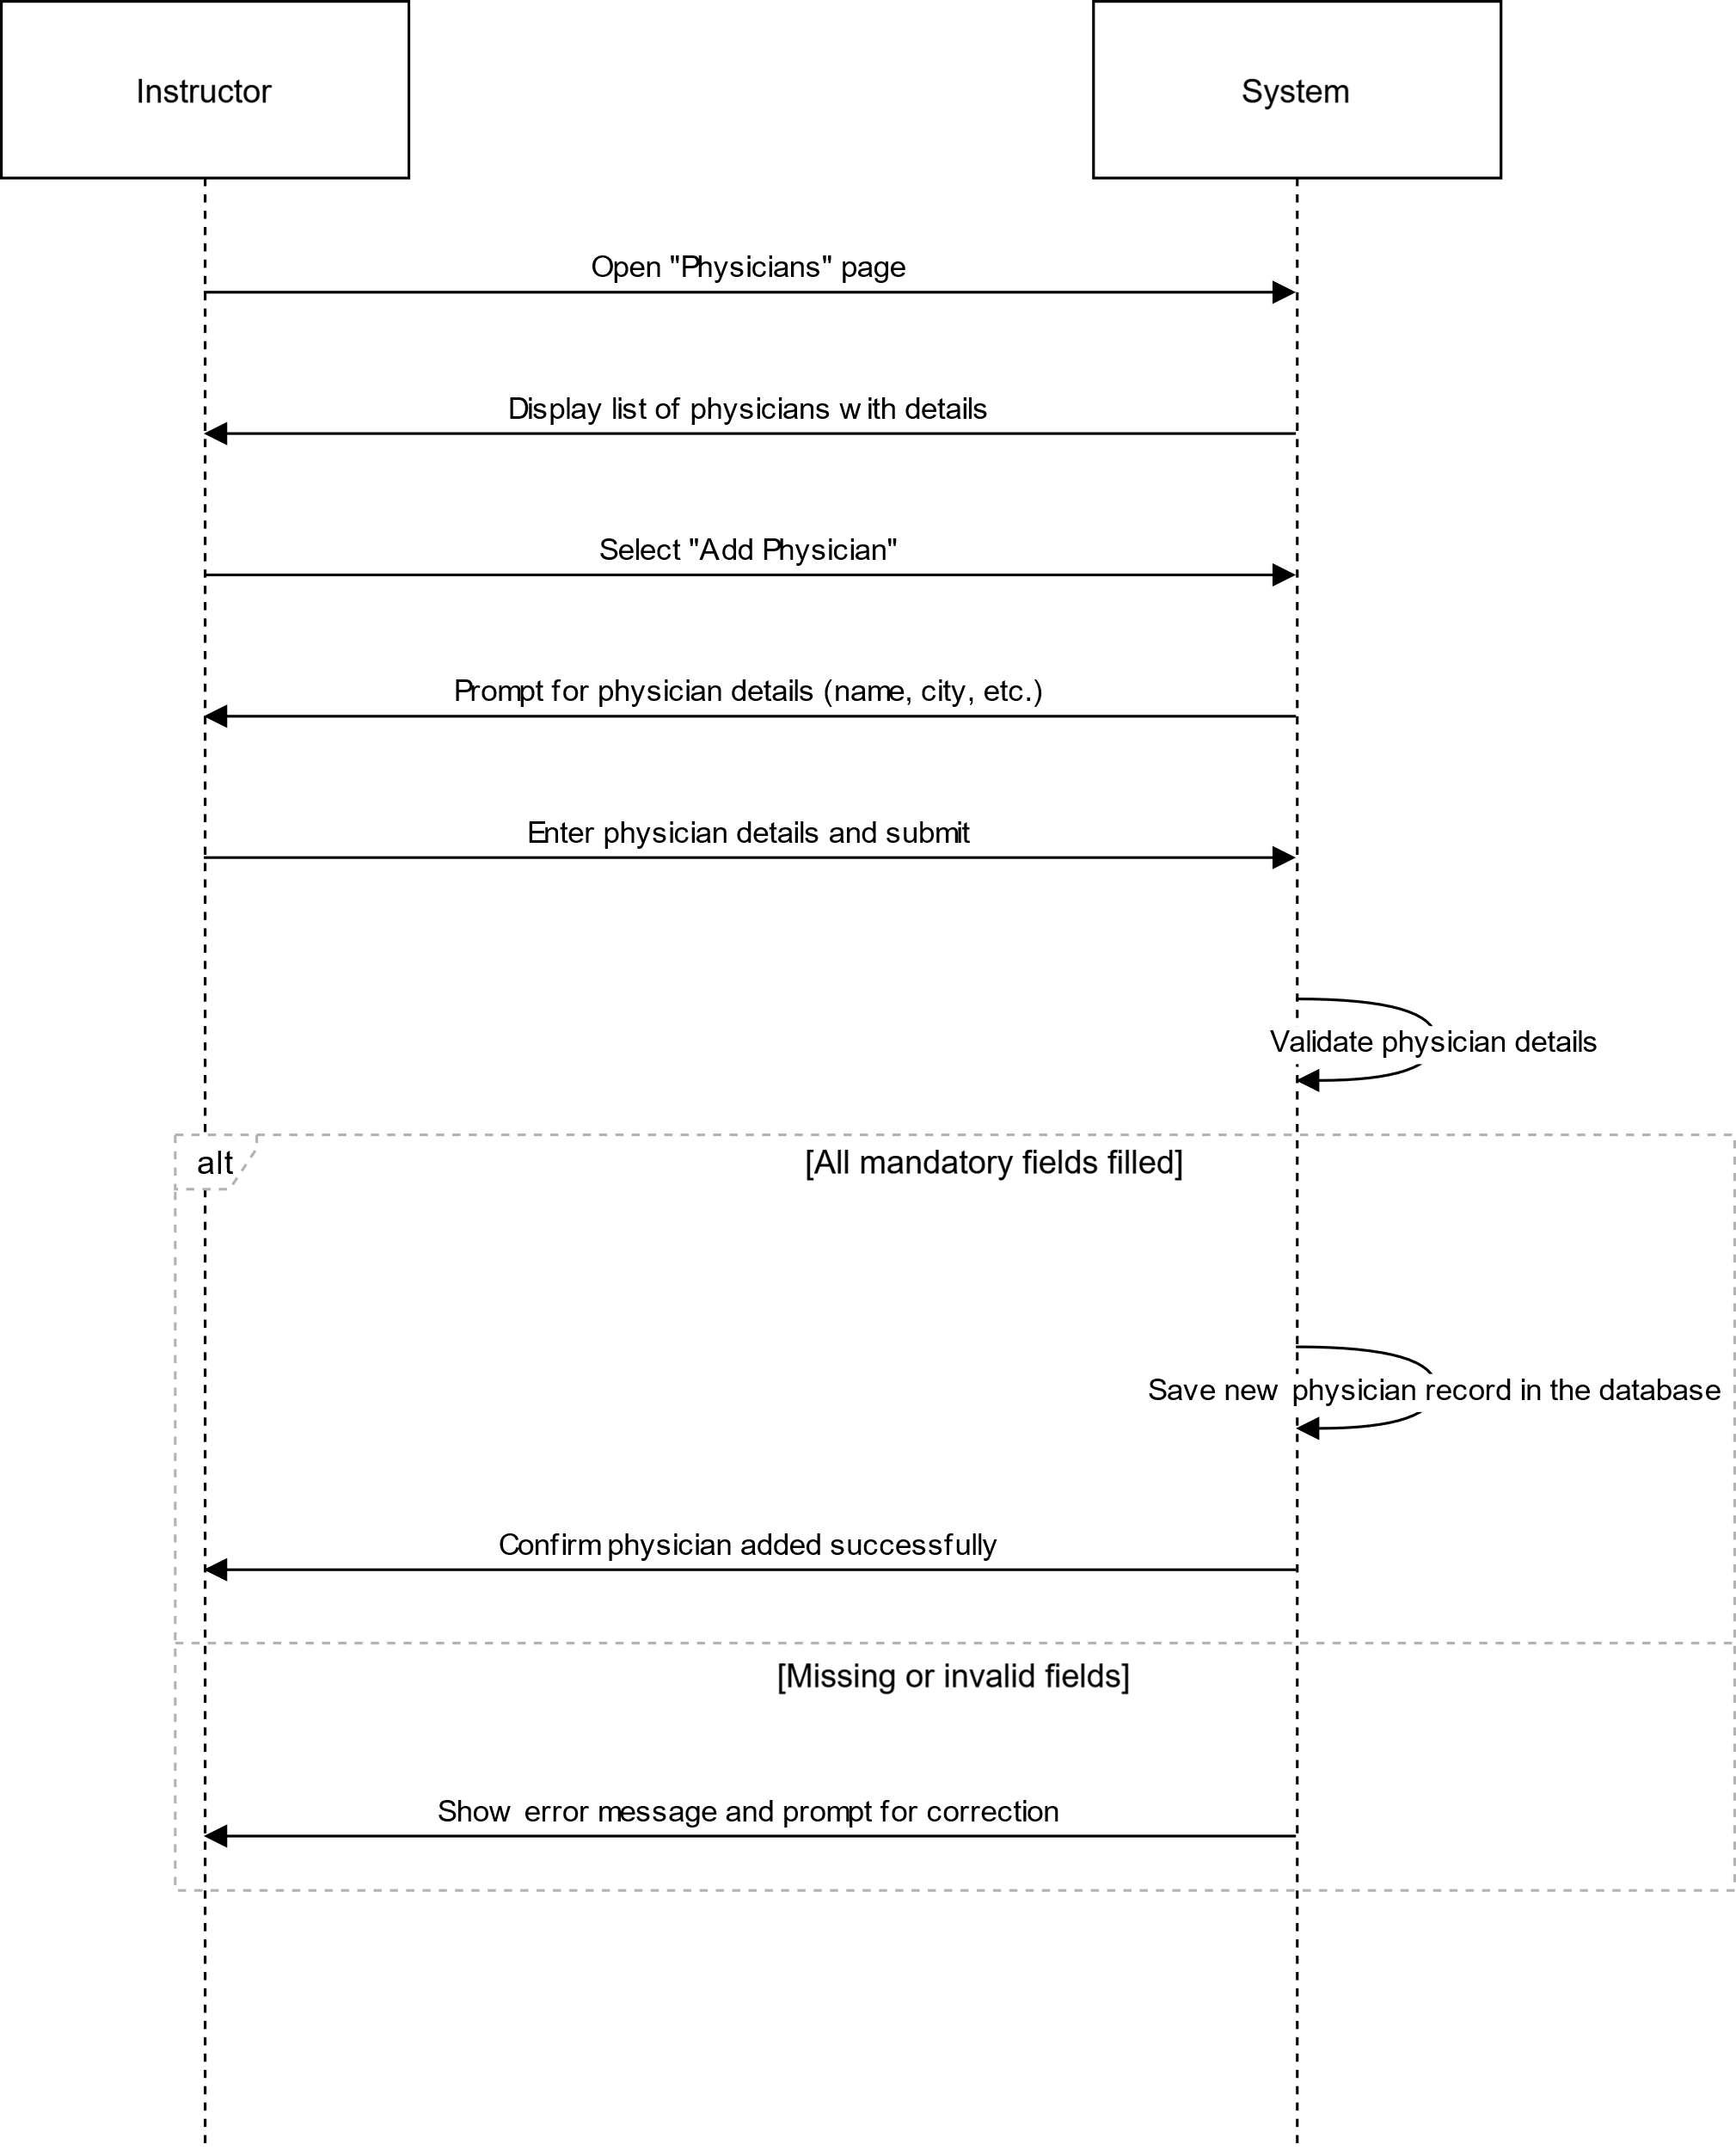 Instructor
System
Open "Physicians" page
Display list of physicians with details
Select "Add Physician"
Prompt for physician details (name, city, etc.)
Enter physician details and submit
Validate physician details
alt
[All mandatory fields filled]
Save new physician record in the database
Confirm physician added successfully
[Missing or invalid fields]
Show error message and prompt for correction